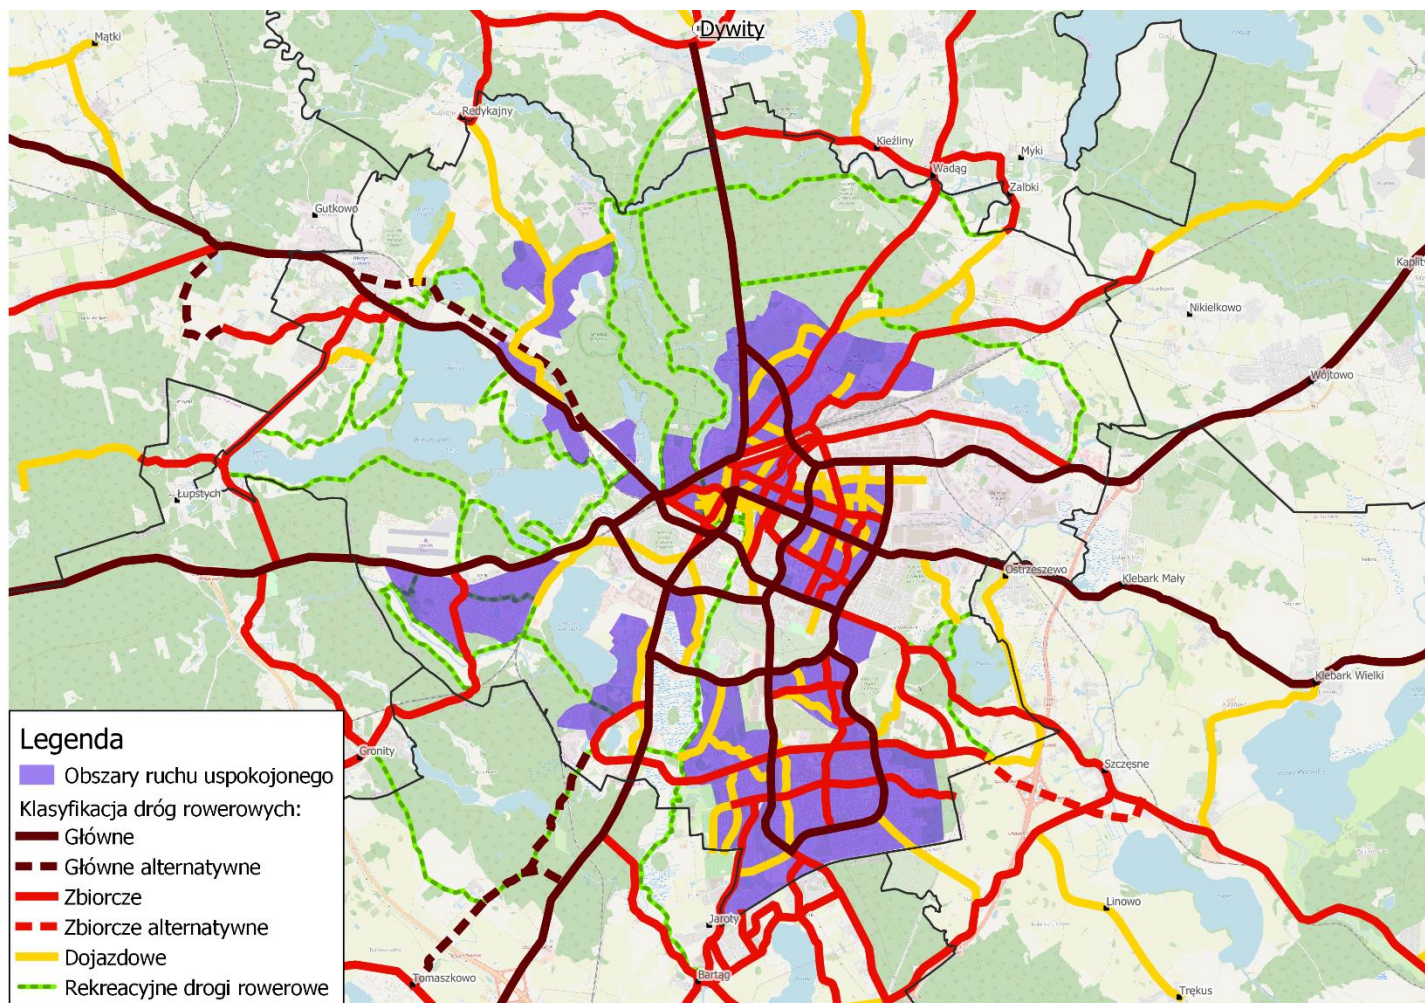 Dywity
Mątki
Redykajny
Kieźliny
Myki
Wadąg
Zalbki
Gutkowo
Kaplity
Nikielkowo
Wójtowo
Łupstych
Ostrzeszewo
Klebark Mały
Klebark Wielki
Gronity
Szczęsne
Linowo
Jaroty
Bartąg
Tomaszkowo
Trękus
Legenda
Obszary ruchu uspokojonego
Klasyfikacja dróg rowerowych:
Główne
Główne alternatywne
Zbiorcze
Zbiorcze alternatywne
Dojazdowe
Rekreacyjne drogi rowerowe